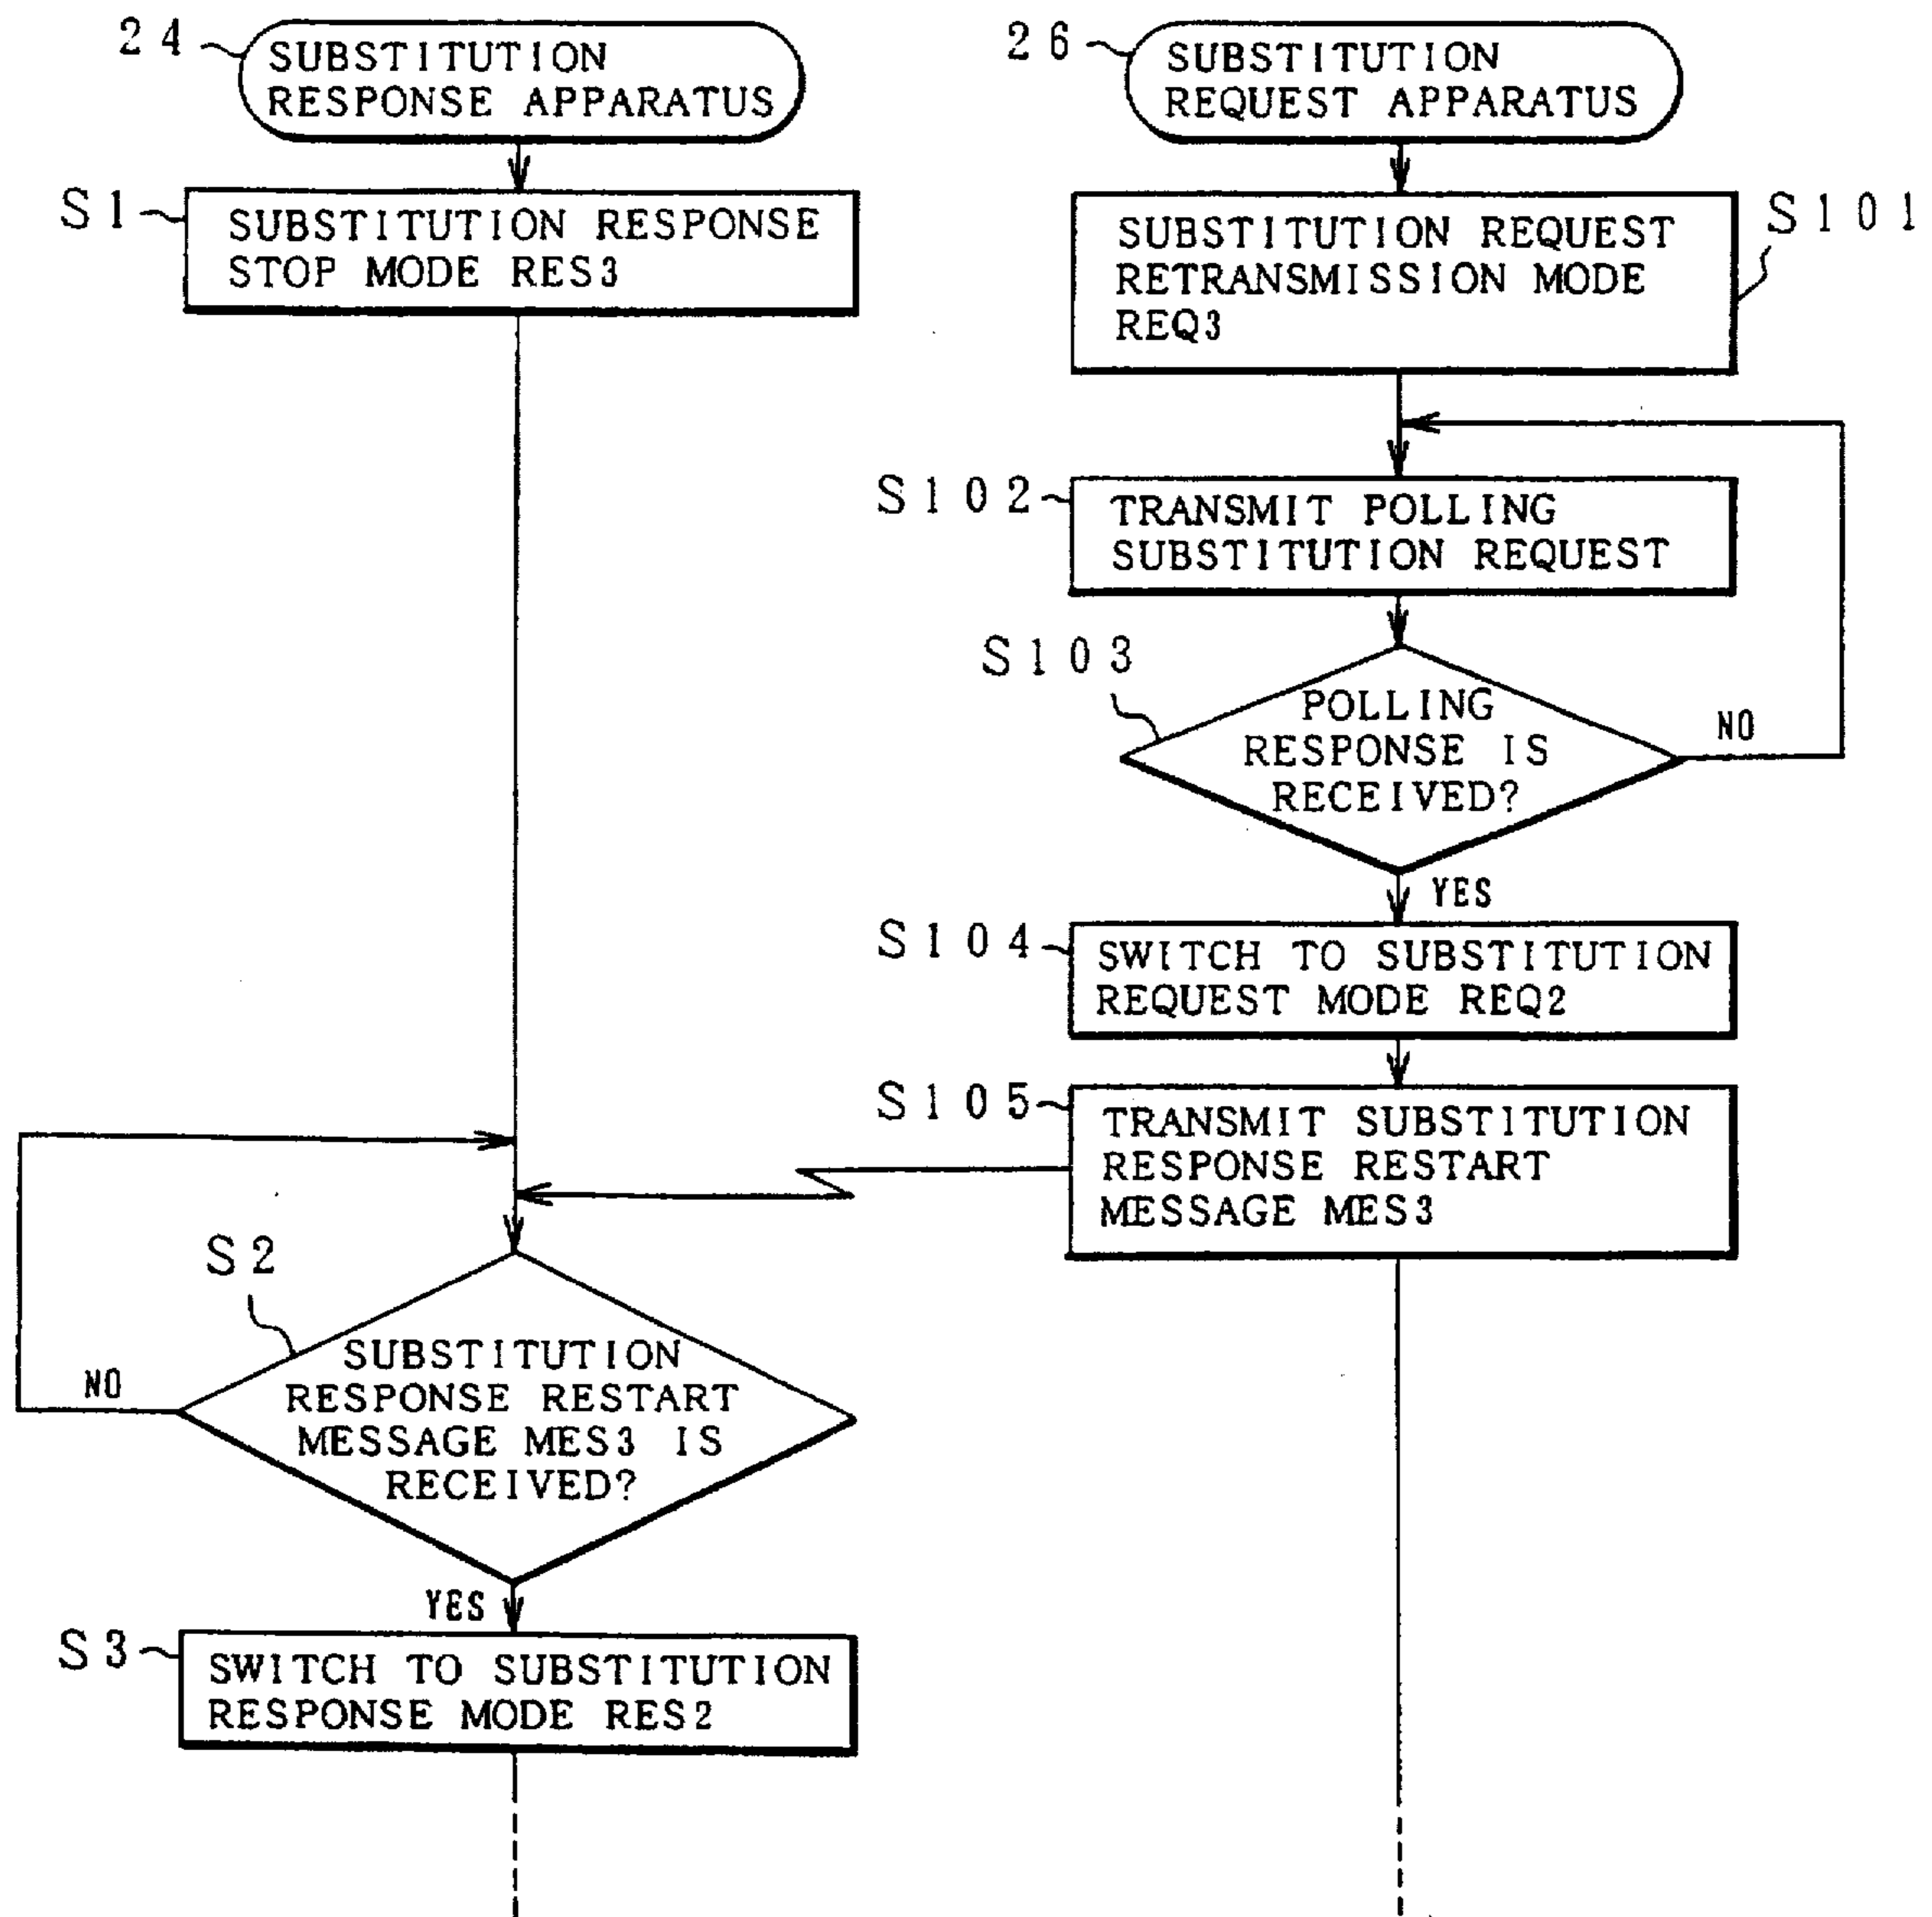 24
SUBSTITUTION
RESPONSE APPARATUS
S1
SUBSTITUTION RESPONSE
STOP MODE RES3
26
SUBSTITUTION
REQUEST APPARATUS
S101
SUBSTITUTION REQUEST
RETRANSMISSION MODE
REQ3
S102
TRANSMIT POLLING
SUBSTITUTION REQUEST
S103
POLLING
RESPONSE IS
RECEIVED?
NO
YES
S104
SWITCH TO SUBSTITUTION
REQUEST MODE REQ2
S105
TRANSMIT SUBSTITUTION
RESPONSE RESTART
MESSAGE MES3
S2
SUBSTITUTION
RESPONSE RESTART
MESSAGE MES3 IS
RECEIVED?
NO
YES
S3
SWITCH TO SUBSTITUTION
RESPONSE MODE RES2